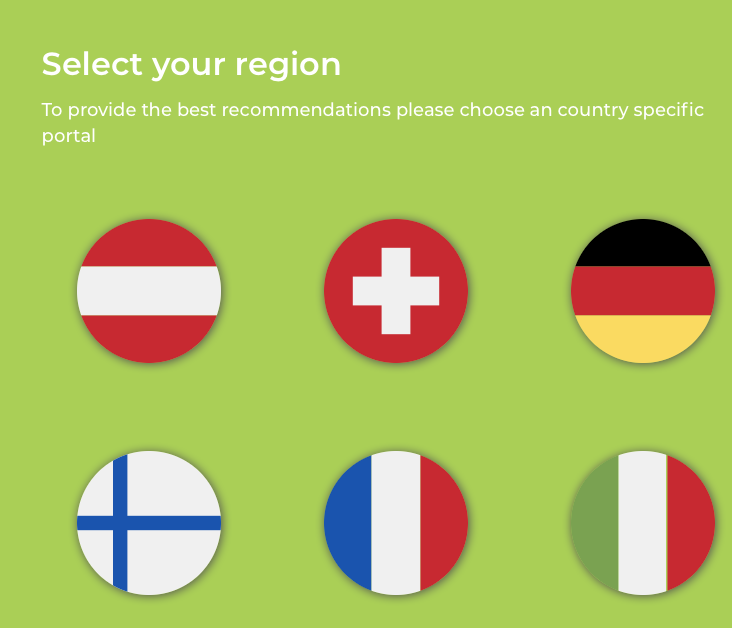 Select your region
To provide the best recommendations please choose an country specific
portal